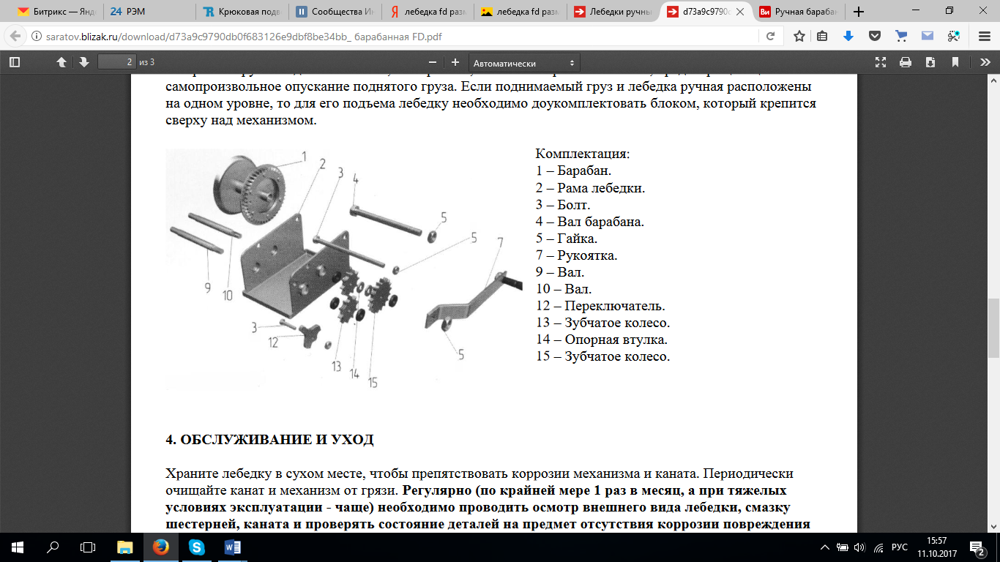 Битрикс — Янд
24 РЭМ
Крюковая подв
Сообщества Ин
лебедка fd разм
лебедка fd разм
Лебедки ручны
d73a9c9790d
Ви Ручная барабан
saratov.blizak.ru/download/d73a9c9790db0f683126e9dbf8be34bb_ барабанная FD.pdf
2 из 3
Автоматически
самопроизвольное опускание поднятого груза. Если поднимаемый груз и лебедка ручная расположены
на одном уровне, то для его подъема лебедку необходимо доукомплектовать блоком, который крепится
сверху над механизмом.
1
2
3
4
5
5
7
9
10
3
12
13
14
15
5
Комплектация:
1 – Барабан.
2 – Рама лебедки.
3 – Болт.
4 – Вал барабана.
5 – Гайка.
7 – Рукоятка.
9 – Вал.
10 – Вал.
12 – Переключатель.
13 – Зубчатое колесо.
14 – Опорная втулка.
15 – Зубчатое колесо.
4. ОБСЛУЖИВАНИЕ И УХОД
Храните лебедку в сухом месте, чтобы препятствовать коррозии механизма и каната. Периодически
очищайте канат и механизм от грязи. Регулярно (по крайней мере 1 раз в месяц, а при тяжелых
условиях эксплуатации - чаще) необходимо проводить осмотр внешнего вида лебедки, смазку
шестерней, каната и проверять состояние деталей на предмет отсутствия коррозии повреждения
РУС
15:57
11.10.2017
2